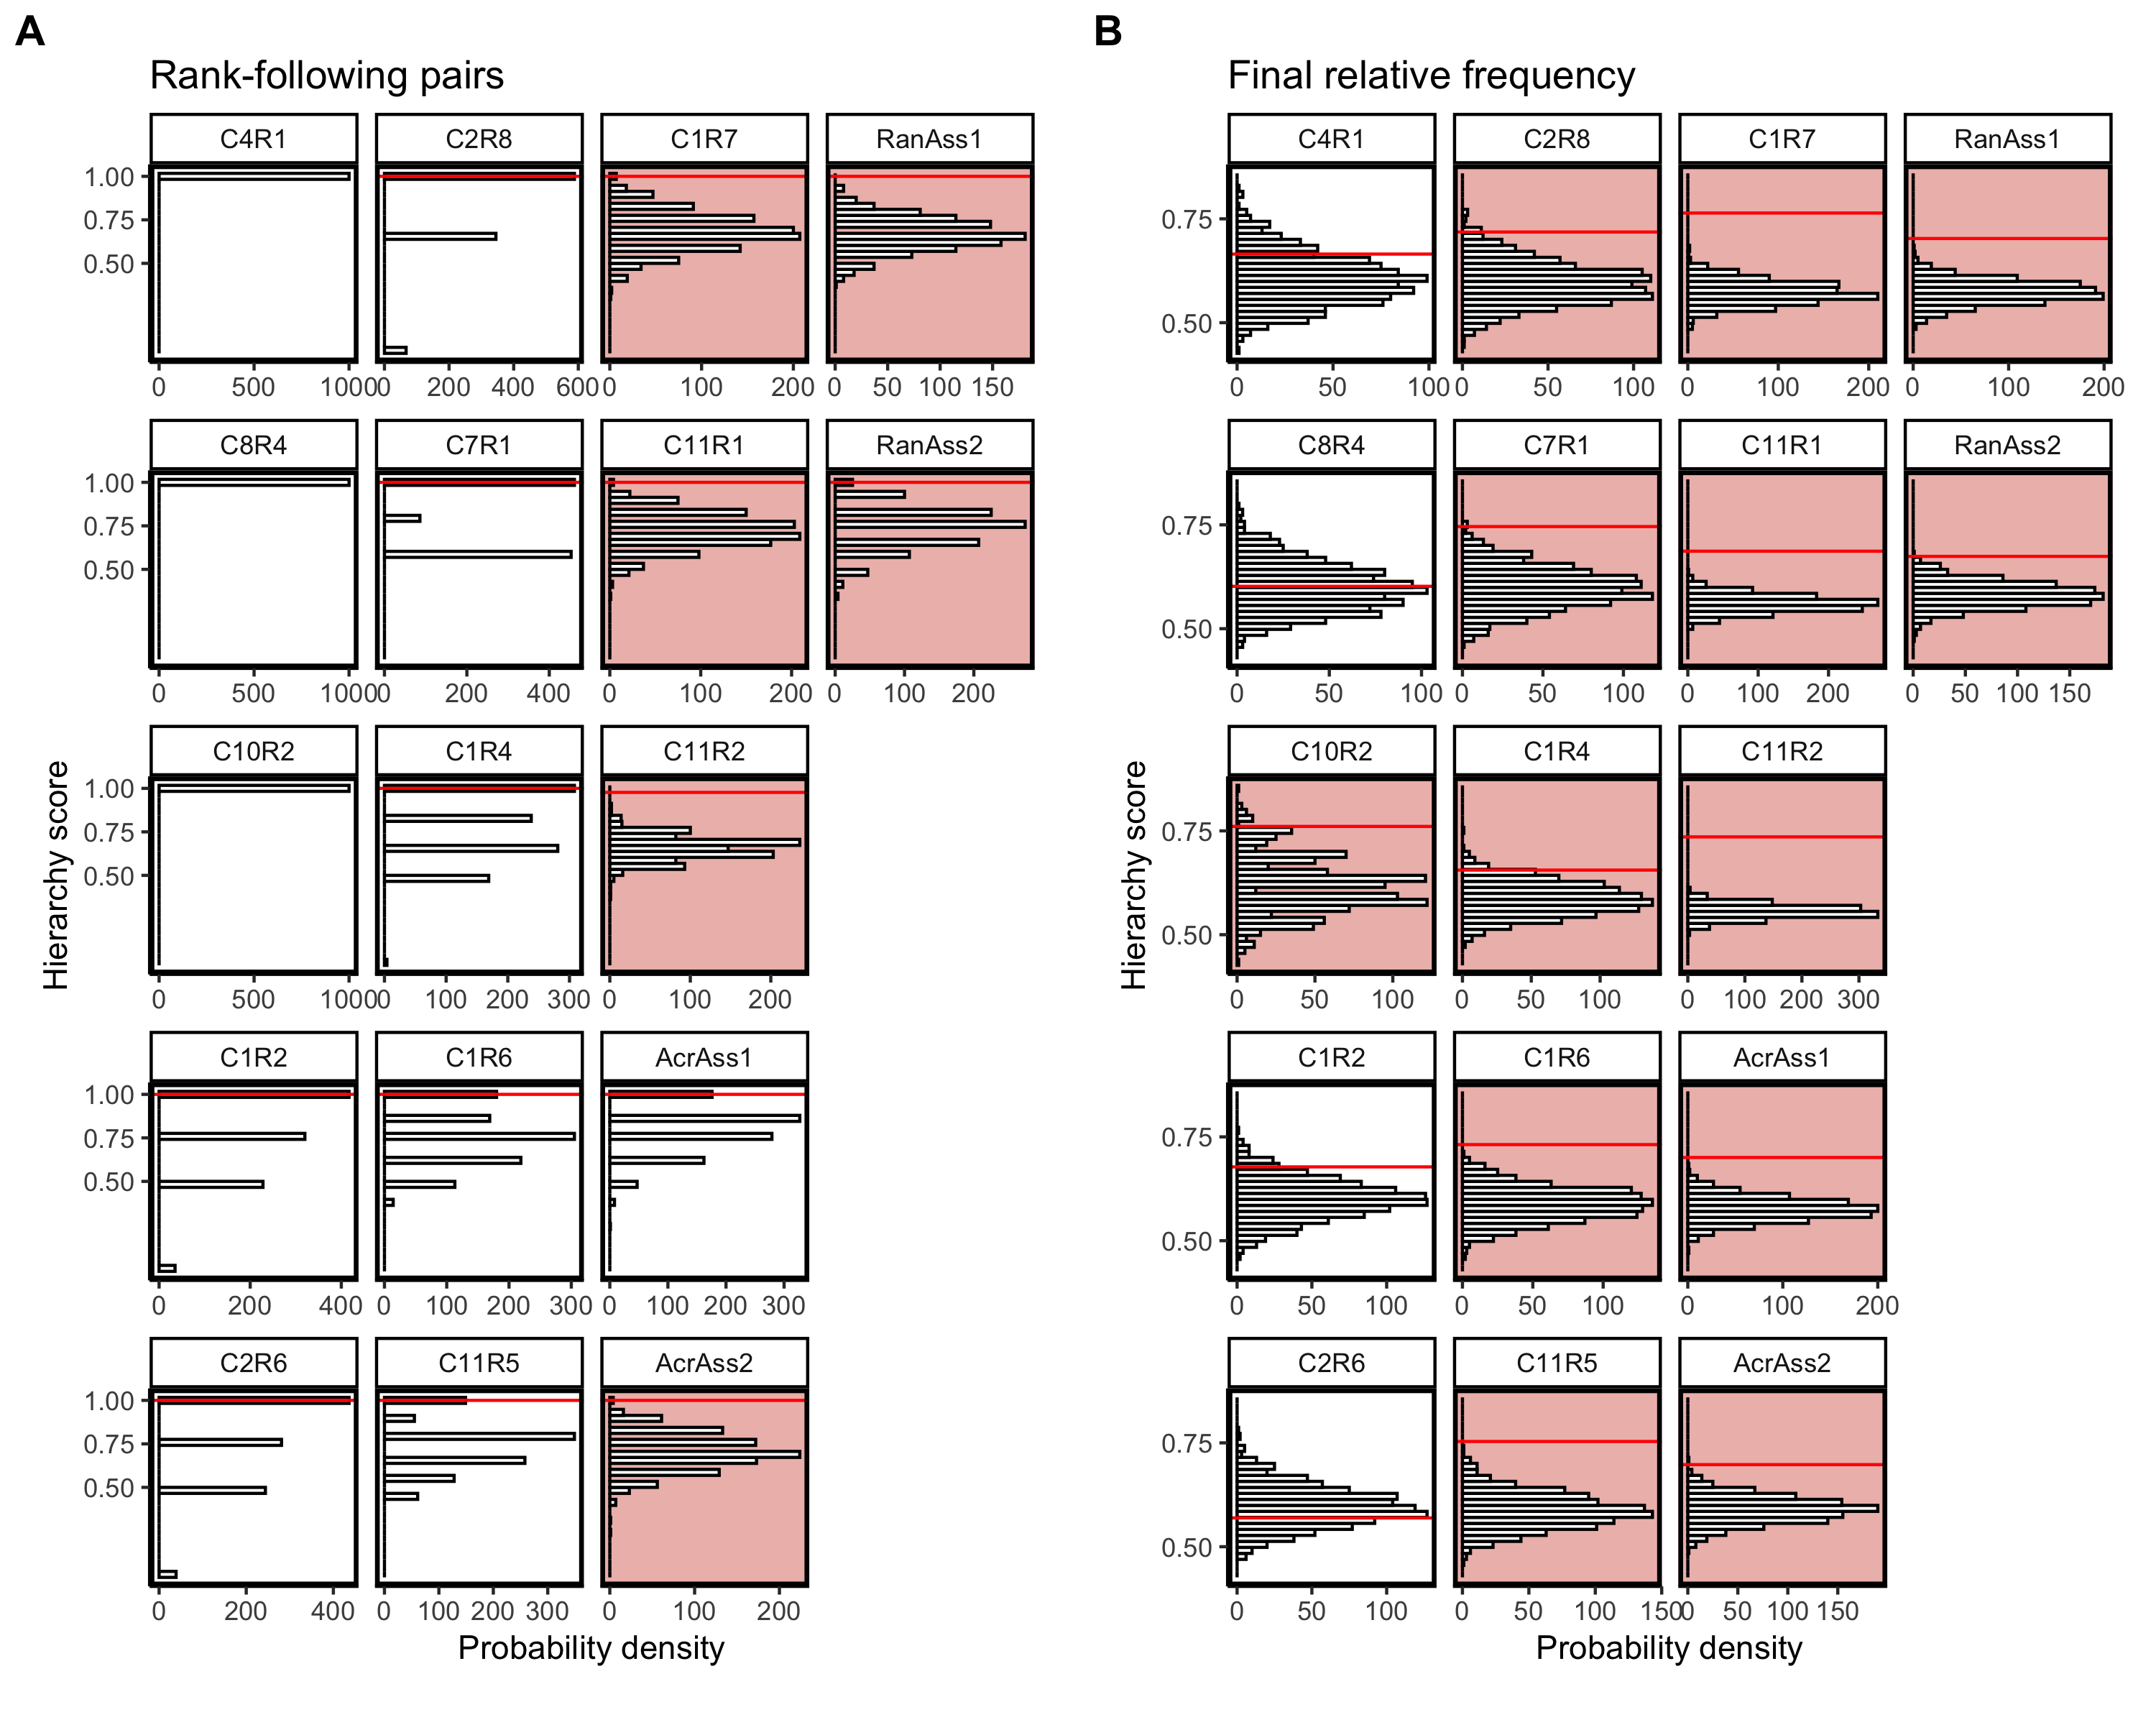 A
Rank-following pairs
C4R1 C2R8 C1R7 RanAss1
1.00
0.75
0.50
0 500 1000 0 200 400 600 0 100 200 0 50 100 150
C8R4 C7R1 C11R1 RanAss2
1.00
0.75
0.50
0 500 1000 0 200 400 0 100 200 0 100 200
C10R2 C1R4 C11R2
1.00
0.75
0.50
0 500 1000 0 100 200 300 0 100 200
C1R2 C1R6 AcrAss1
1.00
0.75
0.50
0 200 400 0 100 200 300 0 100 200 300
C2R6 C11R5 AcrAss2
1.00
0.75
0.50
0 200 400 0 100 200 300 0 100 200
Hierarchy score
Probability density
B
Final relative frequency
C4R1 C2R8 C1R7 RanAss1
0.75
0.50
0 50 100 0 50 100 0 100 200 0 100 200
C8R4 C7R1 C11R1 RanAss2
0.75
0.50
0 50 100 0 50 100 0 100 200 0 50 100 150
C10R2 C1R4 C11R2
0.75
0.50
0 50 100 0 50 100 0 100 200 300
C1R2 C1R6 AcrAss1
0.75
0.50
0 50 100 0 50 100 0 100 200
C2R6 C11R5 AcrAss2
0.75
0.50
0 50 100 0 50 100 150 0 50 100 150
Hierarchy score
Probability density